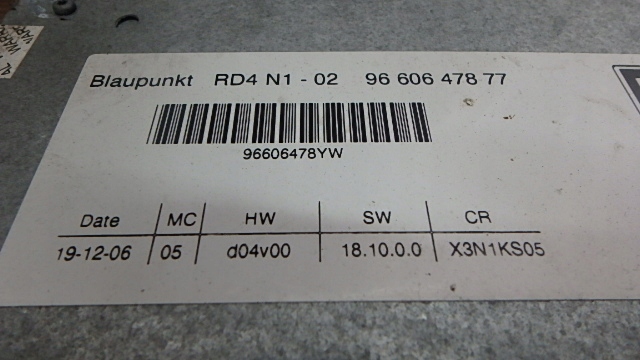 Blaupunkt RD4 N1 - 02 96 606 478 77
96606478YW
Date MC HW SW CR
19-12-06 05 d04v00 18.10.0.0 X3N1KS05